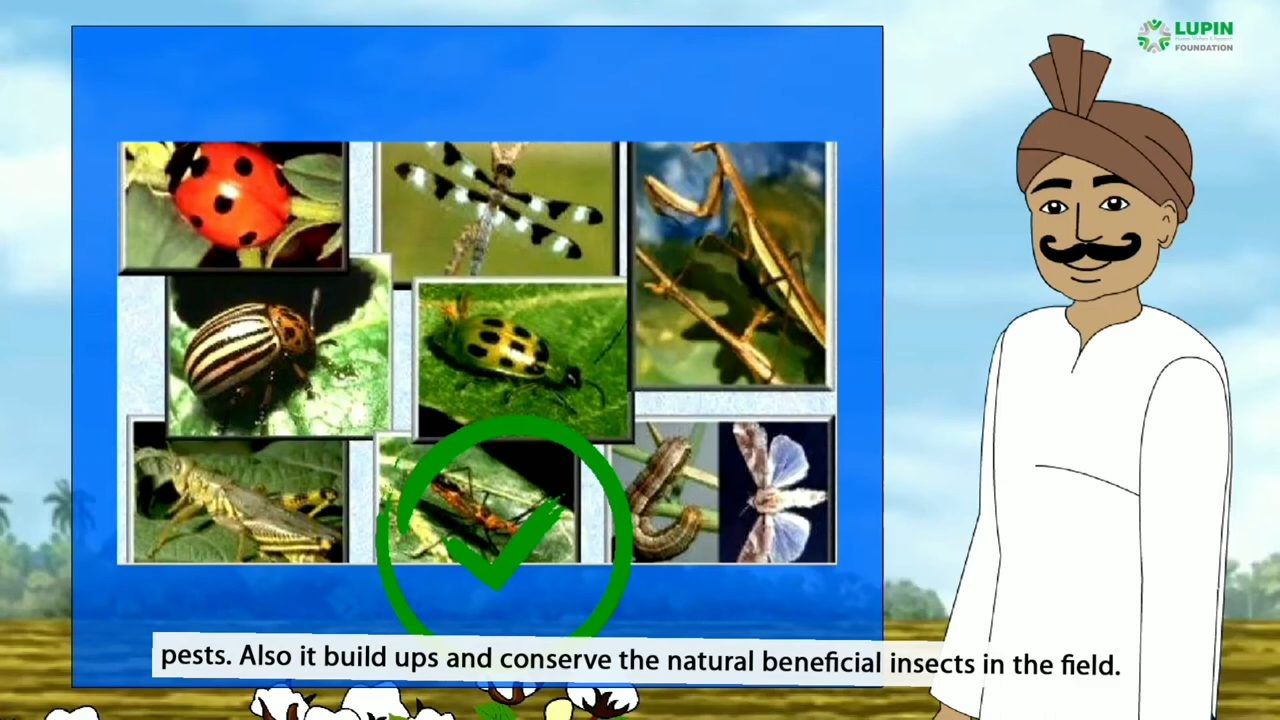 LUPIN
FOUNDATION
pests. Also it build ups and conserve the natural beneficial insects in the field.